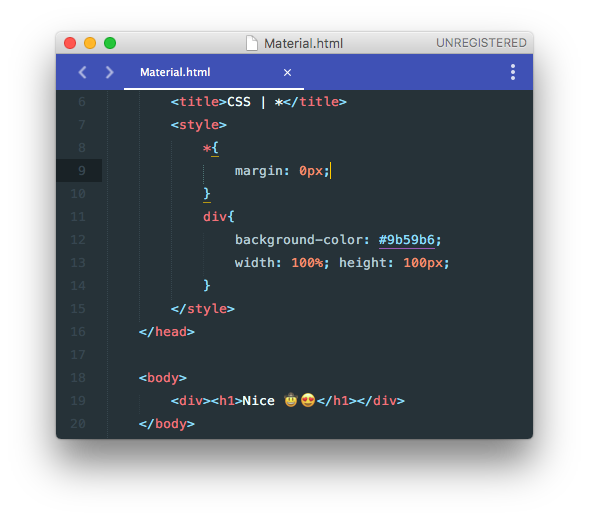 Material.html
UNREGISTERED
Material.html ×
6 <title>CSS | *</title>
7 <style>
8 *{
9 margin: 0px;
10 }
11 div{
12 background-color: #9b59b6;
13 width: 100%; height: 100px;
14 }
15 </style>
16 </head>
17
18 <body>
19 <div><h1>Nice 🤠😍</h1></div>
20 </body>